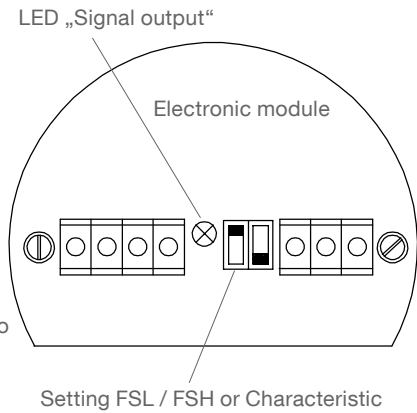 LED „Signal output“
Electronic module
o
Setting FSL / FSH or Characteristic